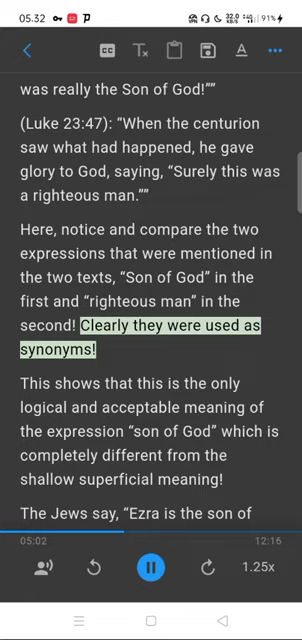 05.32
32.0
KB/S
91%
CC
was really the Son of God!””
(Luke 23:47): “When the centurion
saw what had happened, he gave
glory to God, saying, “Surely this was
a righteous man.””
Here, notice and compare the two
expressions that were mentioned in
the two texts, “Son of God” in the
first and “righteous man” in the
second! Clearly they were used as
synonyms!
This shows that this is the only
logical and acceptable meaning of
the expression “son of God” which is
completely different from the
shallow superficial meaning!
The Jews say, “Ezra is the son of
05:02
12:16
1.25x